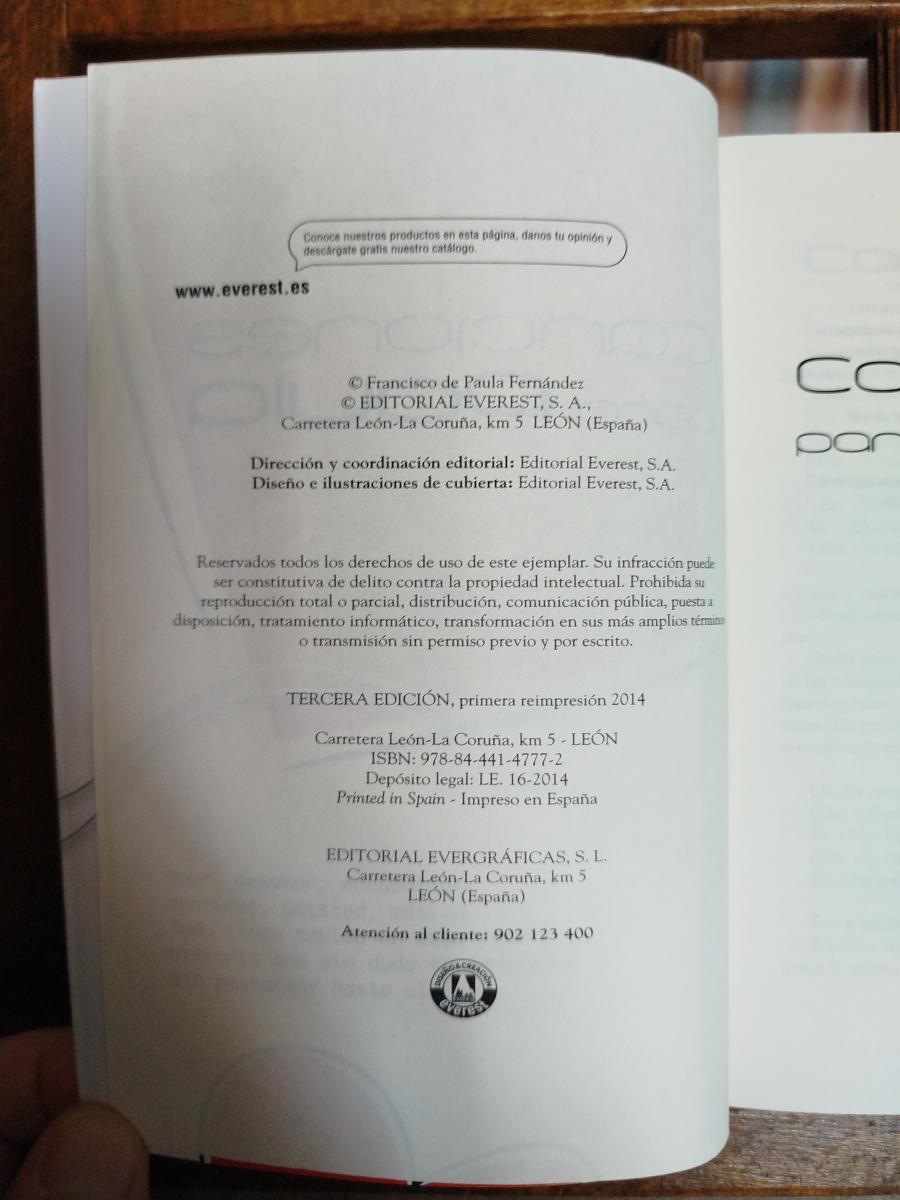 Conoce nuestros productos en esta página, danos tu opinión y
descárgate gratis nuestro catálogo.
www.everest.es
© Francisco de Paula Fernández
© EDITORIAL EVEREST, S. A.,
Carretera León-La Coruña, km 5 LEÓN (España)
Dirección y coordinación editorial: Editorial Everest, S.A.
Diseño e ilustraciones de cubierta: Editorial Everest, S.A.
Reservados todos los derechos de uso de este ejemplar. Su infracción puede
ser constitutiva de delito contra la propiedad intelectual. Prohibida su
reproducción total o parcial, distribución, comunicación pública, puesta a
disposición, tratamiento informático, transformación en sus más amplios términos
o transmisión sin permiso previo y por escrito.
TERCERA EDICIÓN, primera reimpresión 2014
Carretera León-La Coruña, km 5 - LEÓN
ISBN: 978-84-441-4777-2
Depósito legal: LE. 16-2014
Printed in Spain - Impreso en España
EDITORIAL EVERGRÁFICAS, S. L.
Carretera León-La Coruña, km 5
LEÓN (España)
Atención al cliente: 902 123 400
DISEÑO&CREACIÓN
everest